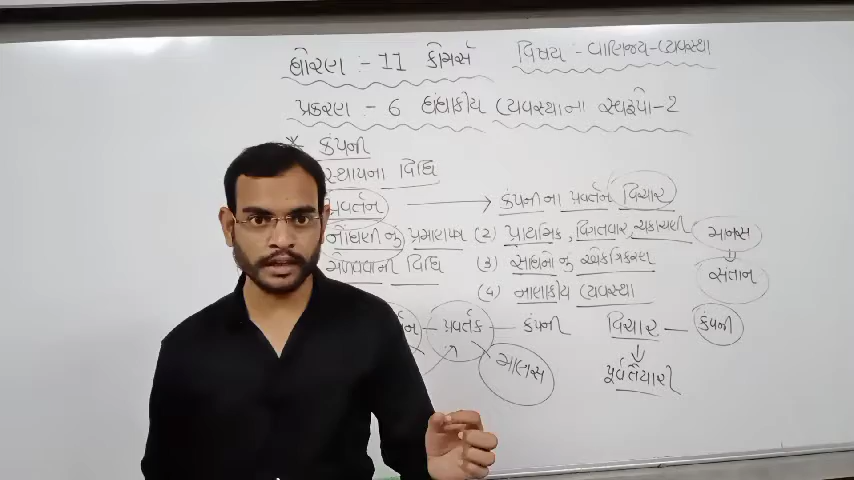 ધોરણ :- 11 કોમર્સ વિષય :- વાણિજ્ય-વ્યવસ્થા
પ્રકરણ :- 6 ધંધાકીય વ્યવસ્થાના સ્વરૂપો-2
* કંપની
સ્થાપના વિધિ
પ્રવર્તન → કંપનીના પ્રવર્તન વિચાર
નોંધણીનું પ્રમાણપત્ર (2) પ્રાથમિક, વિગતવાર, ચકાસણી માનસ
મેળવવાની વિધિ (3) સાધનોનું એકત્રિકરણ સંતાન
(4) નાણાકીય વ્યવસ્થા
પ્રવર્તક - કંપની વિચાર - કંપની
માણસ પૂર્વતૈયારી